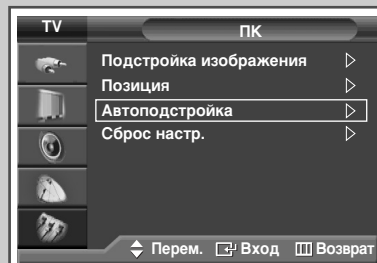 TV
ПК
Подстройка изображения
Позиция
Автоподстройка
Сброс настр.
Перем. Вход Возврат